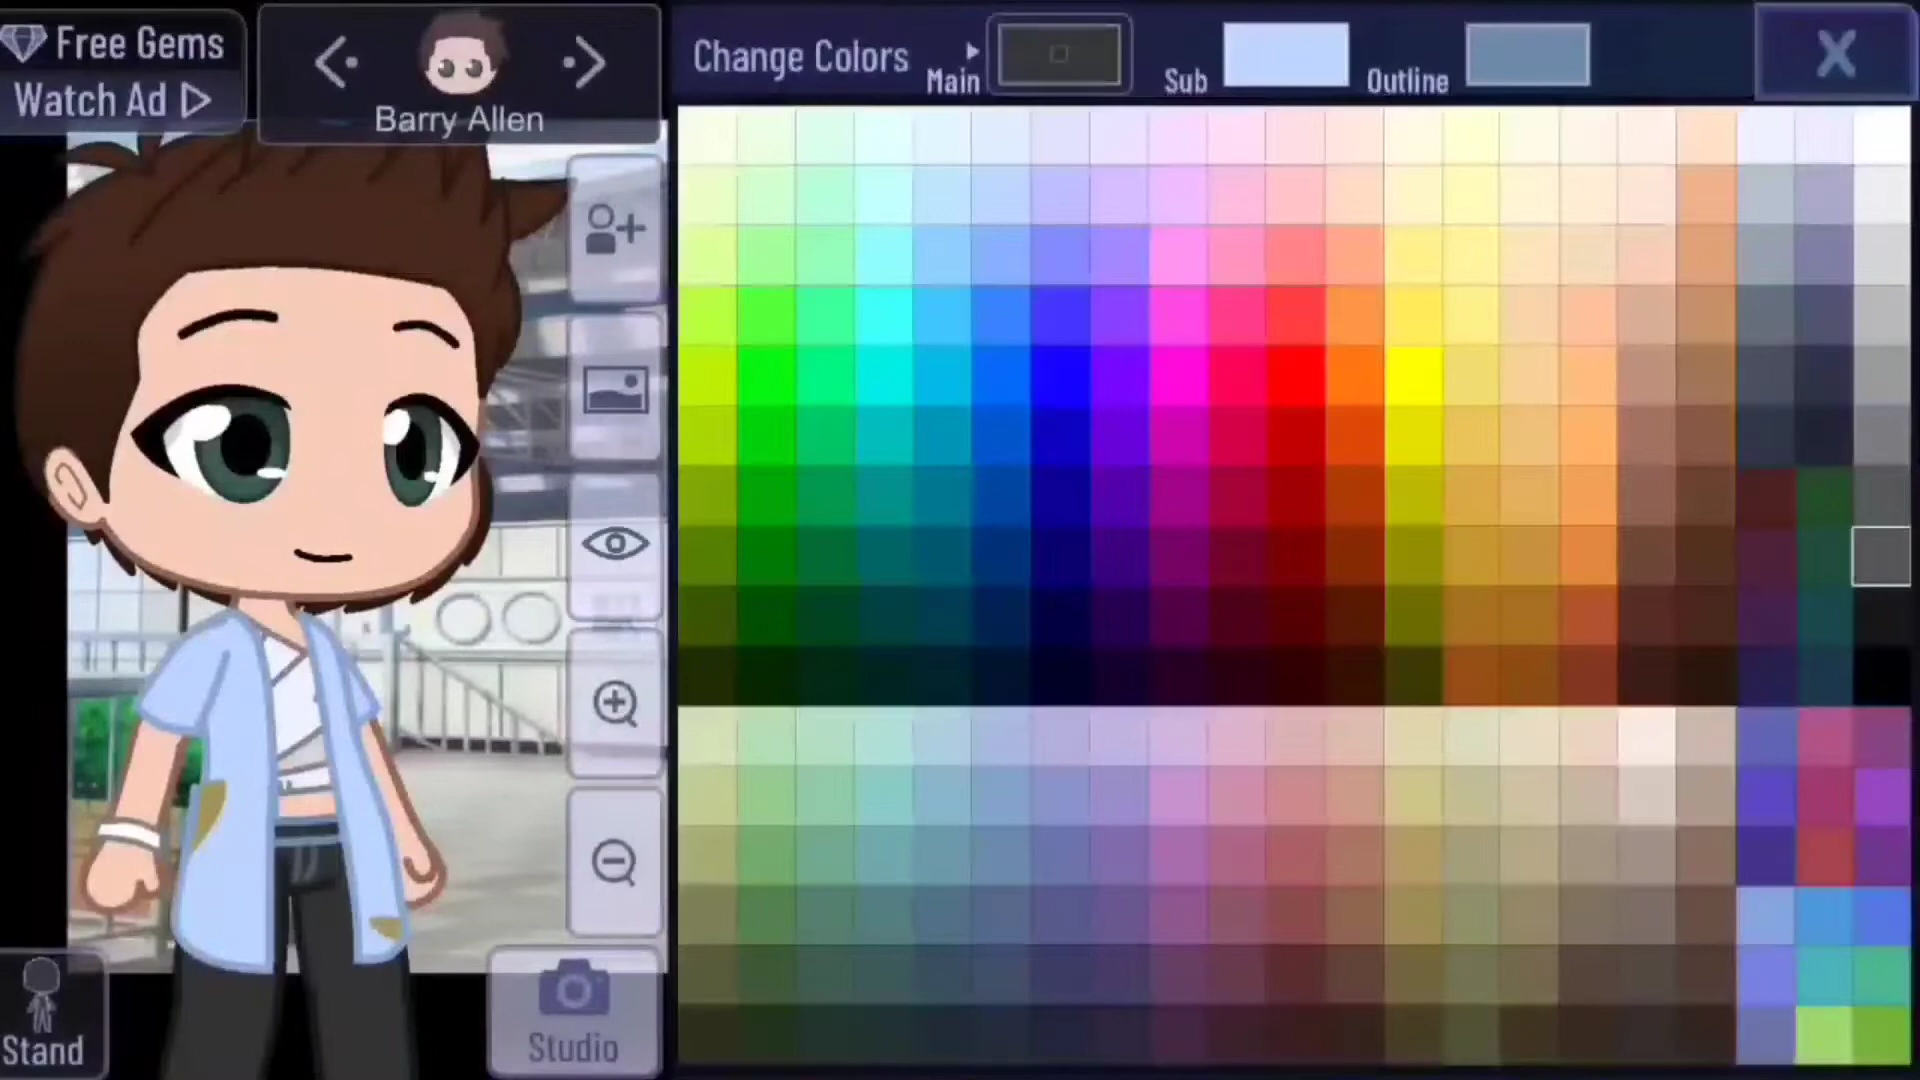 Free Gems
Watch Ad
Barry Allen
Change Colors
Main
Sub
Outline
X
Stand
Studio